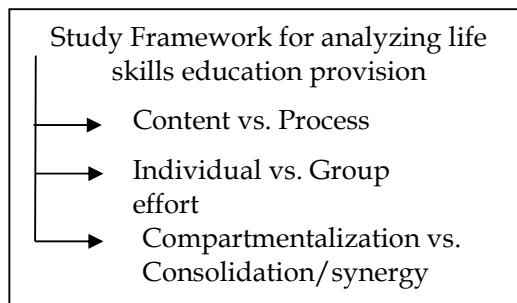 Study Framework for analyzing life
skills education provision
Content vs. Process
Individual vs. Group
effort
Compartmentalization vs.
Consolidation/synergy